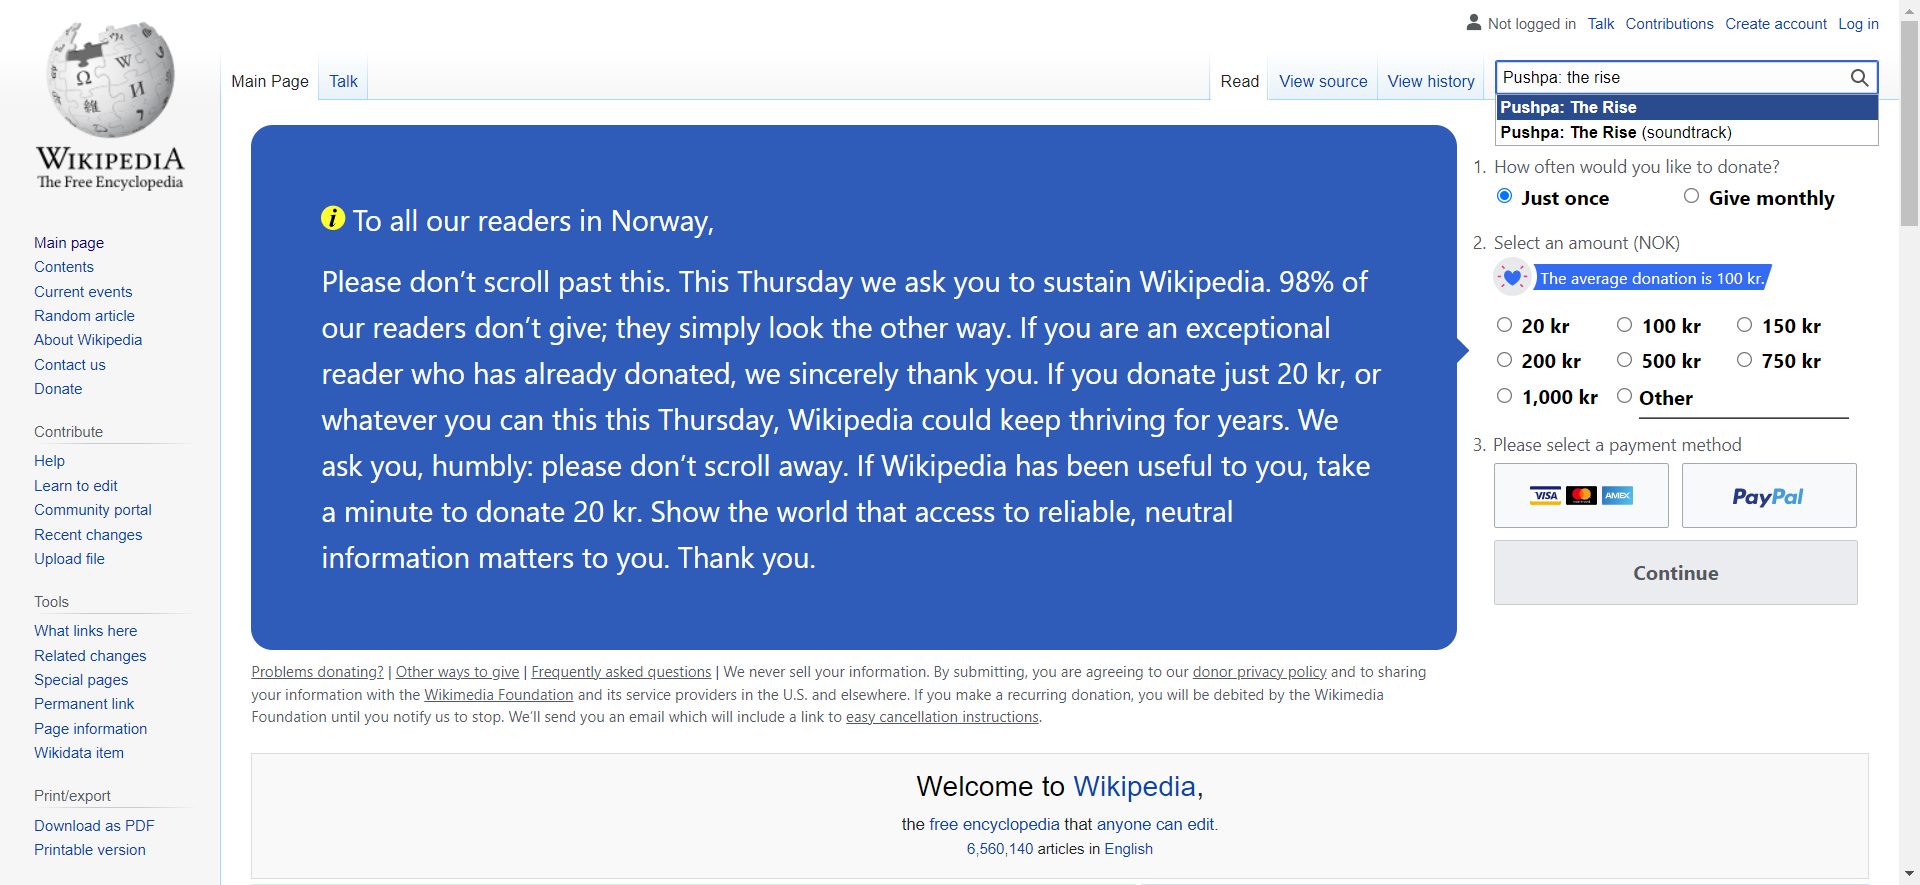 Not logged in Talk Contributions Create account Log in
Main Page Talk Read View source View history Pushpa: the rise
Pushpa: The Rise
Pushpa: The Rise (soundtrack)
WIKIPEDIA
The Free Encyclopedia
Main page
Contents
Current events
Random article
About Wikipedia
Contact us
Donate
Contribute
Help
Learn to edit
Community portal
Recent changes
Upload file
Tools
What links here
Related changes
Special pages
Permanent link
Page information
Wikidata item
Print/export
Download as PDF
Printable version
i To all our readers in Norway,
Please don’t scroll past this. This Thursday we ask you to sustain Wikipedia. 98% of
our readers don’t give; they simply look the other way. If you are an exceptional
reader who has already donated, we sincerely thank you. If you donate just 20 kr, or
whatever you can this this Thursday, Wikipedia could keep thriving for years. We
ask you, humbly: please don’t scroll away. If Wikipedia has been useful to you, take
a minute to donate 20 kr. Show the world that access to reliable, neutral
information matters to you. Thank you.
1. How often would you like to donate?
Just once Give monthly
2. Select an amount (NOK)
The average donation is 100 kr.
20 kr 100 kr 150 kr
200 kr 500 kr 750 kr
1,000 kr Other
3. Please select a payment method
VISA AMEX PayPal
Continue
Problems donating? | Other ways to give | Frequently asked questions | We never sell your information. By submitting, you are agreeing to our donor privacy policy and to sharing
your information with the Wikimedia Foundation and its service providers in the U.S. and elsewhere. If you make a recurring donation, you will be debited by the Wikimedia
Foundation until you notify us to stop. We’ll send you an email which will include a link to easy cancellation instructions.
Welcome to Wikipedia,
the free encyclopedia that anyone can edit.
6,560,140 articles in English